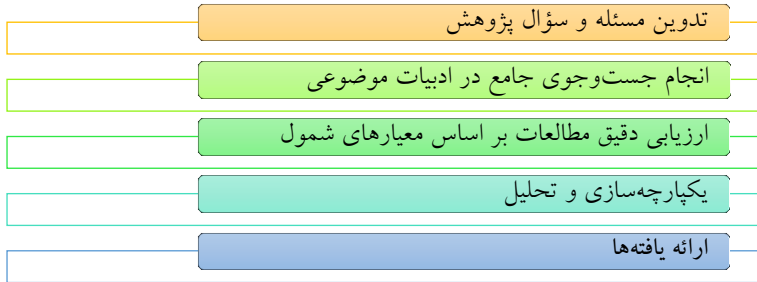 تدوین مسئله و سؤال پژوهش
انجام جست‌وجوی جامع در ادبیات موضوعی
ارزیابی دقیق مطالعات بر اساس معیارهای شمول
یکپارچه‌سازی و تحلیل
ارائه یافته‌ها